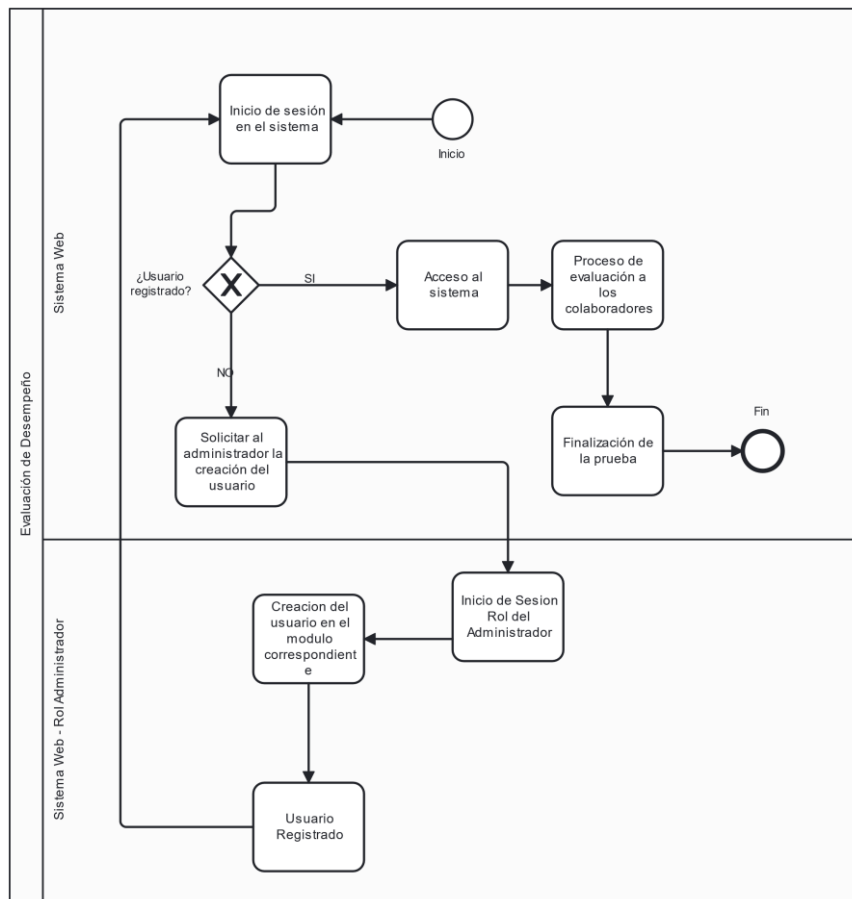 Evaluación de Desempeño
Sistema Web
Inicio de sesión
en el sistema
Inicio
¿Usuario
registrado?
SI
Acceso al
sistema
Proceso de
evaluación a
los
colaboradores
NO
Solicitar al
administrador la
creación del
usuario
Finalización de
la prueba
Fin
Sistema Web - Rol Administrador
Inicio de Sesion
Rol del
Administrador
Creacion del
usuario en el
modulo
correspondient
e
Usuario
Registrado